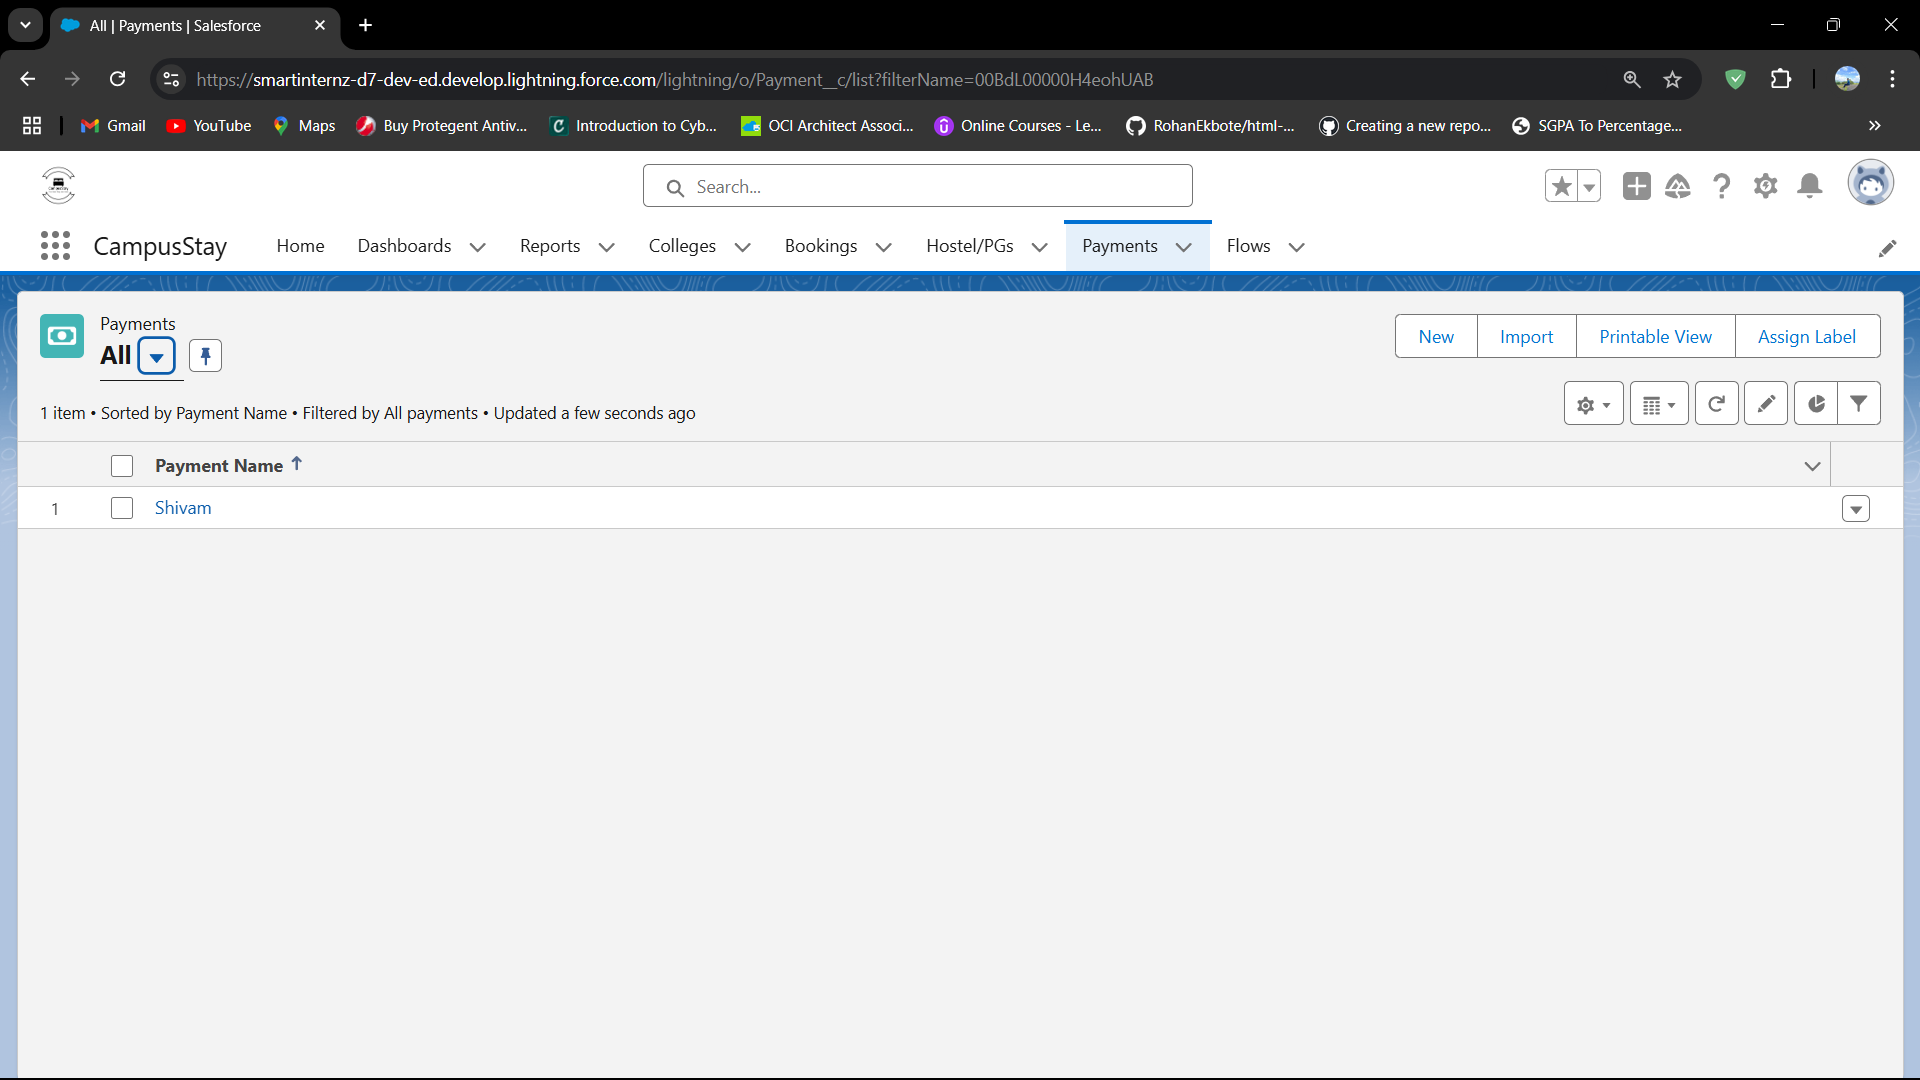 All | Payments | Salesforce
https://smartinternz-d7-dev-ed.develop.lightning.force.com/lightning/o/Payment__c/list?filterName=00BdL00000H4eohUAB
Gmail YouTube Maps Buy Protegent Antiv... Introduction to Cyb... OCI Architect Associ... Online Courses - Le... RohanEkbote/html-... Creating a new repo... SGPA To Percentage...
Search...
CampusStay Home Dashboards Reports Colleges Bookings Hostel/PGs Payments Flows
Payments
All
New Import Printable View Assign Label
1 item • Sorted by Payment Name • Filtered by All payments • Updated a few seconds ago
Payment Name
1 Shivam